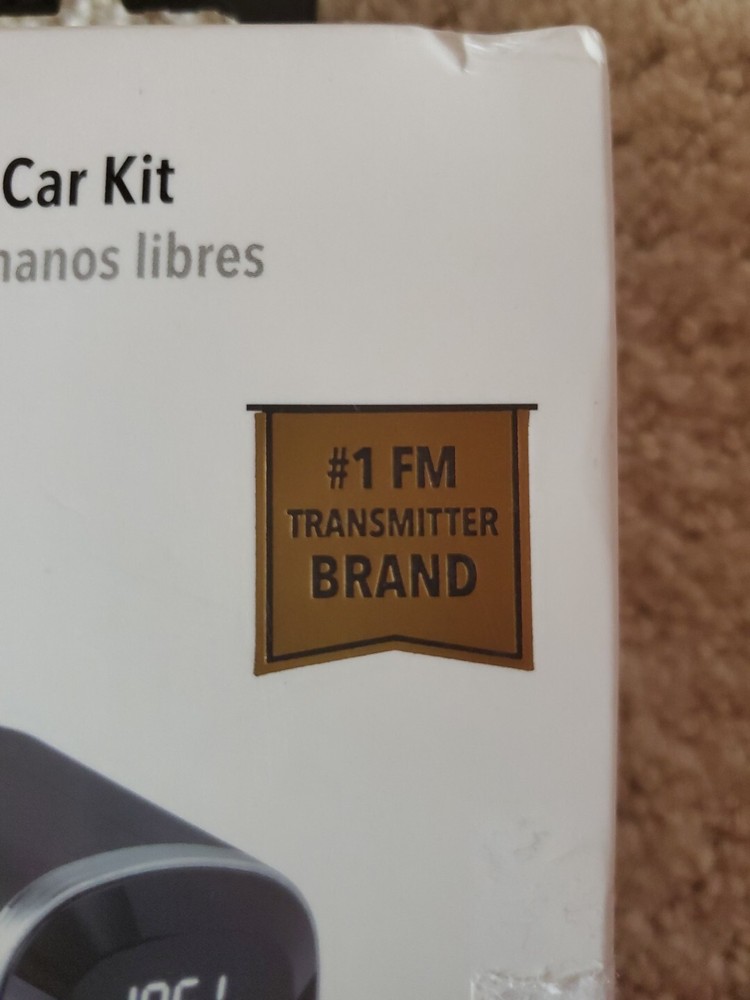 Car Kit
manos libres
#1 FM
TRANSMITTER
BRAND